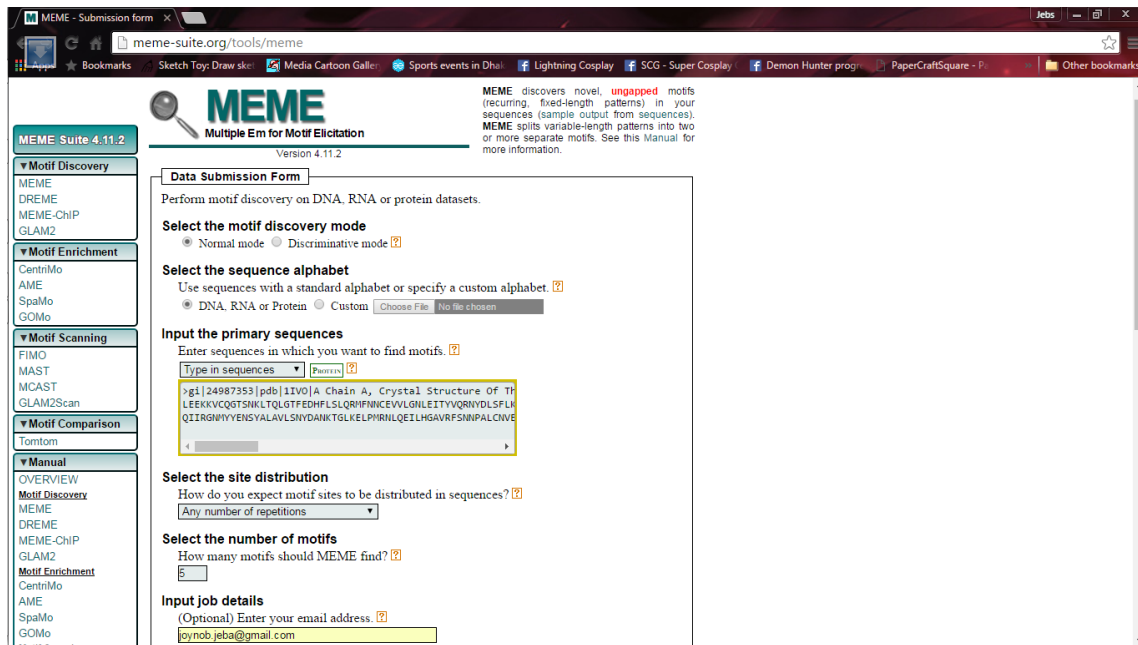 MEME - Submission form
Jebs
meme-suite.org/tools/meme
Apps
Bookmarks
Sketch Toy: Draw sket
Media Cartoon Galler
Sports events in Dhak
Lightning Cosplay
SCG - Super Cosplay
Demon Hunter progr
PaperCraftSquare - Pa
Other bookmarks
MEME
Multiple Em for Motif Elicitation
Version 4.11.2
MEME discovers novel, ungapped motifs
(recurring, fixed-length patterns) in your
sequences (sample output from sequences).
MEME splits variable-length patterns into two
or more separate motifs. See this Manual for
more information.
MEME Suite 4.11.2
▼Motif Discovery
MEME
DREME
MEME-ChIP
GLAM2
▼Motif Enrichment
CentriMo
AME
SpaMo
GOMo
▼Motif Scanning
FIMO
MAST
MCAST
GLAM2Scan
▼Motif Comparison
Tomtom
▼Manual
OVERVIEW
Motif Discovery
MEME
DREME
MEME-ChIP
GLAM2
Motif Enrichment
CentriMo
AME
SpaMo
GOMo
Data Submission Form
Perform motif discovery on DNA, RNA or protein datasets.
Select the motif discovery mode
Normal mode Discriminative mode ?
Select the sequence alphabet
Use sequences with a standard alphabet or specify a custom alphabet. ?
DNA, RNA or Protein Custom Choose File No file chosen
Input the primary sequences
Enter sequences in which you want to find motifs. ?
Type in sequences ▼ PROTEIN ?
>gi|24987353|pdb|1IVO|A Chain A, Crystal Structure Of Th
LEEKKVCQGTSNKLTQLGTFEDHFLSLQRMFNNCEVVLGNLEITYVQRNYDLSFLK
QIIRGNMYYENSYALAVLSNYDANKTGLKELPMRNLQEILHGAVRFSNNPALCNVE
Select the site distribution
How do you expect motif sites to be distributed in sequences? ?
Any number of repetitions ▼
Select the number of motifs
How many motifs should MEME find? ?
5
Input job details
(Optional) Enter your email address. ?
joynob.jeba@gmail.com